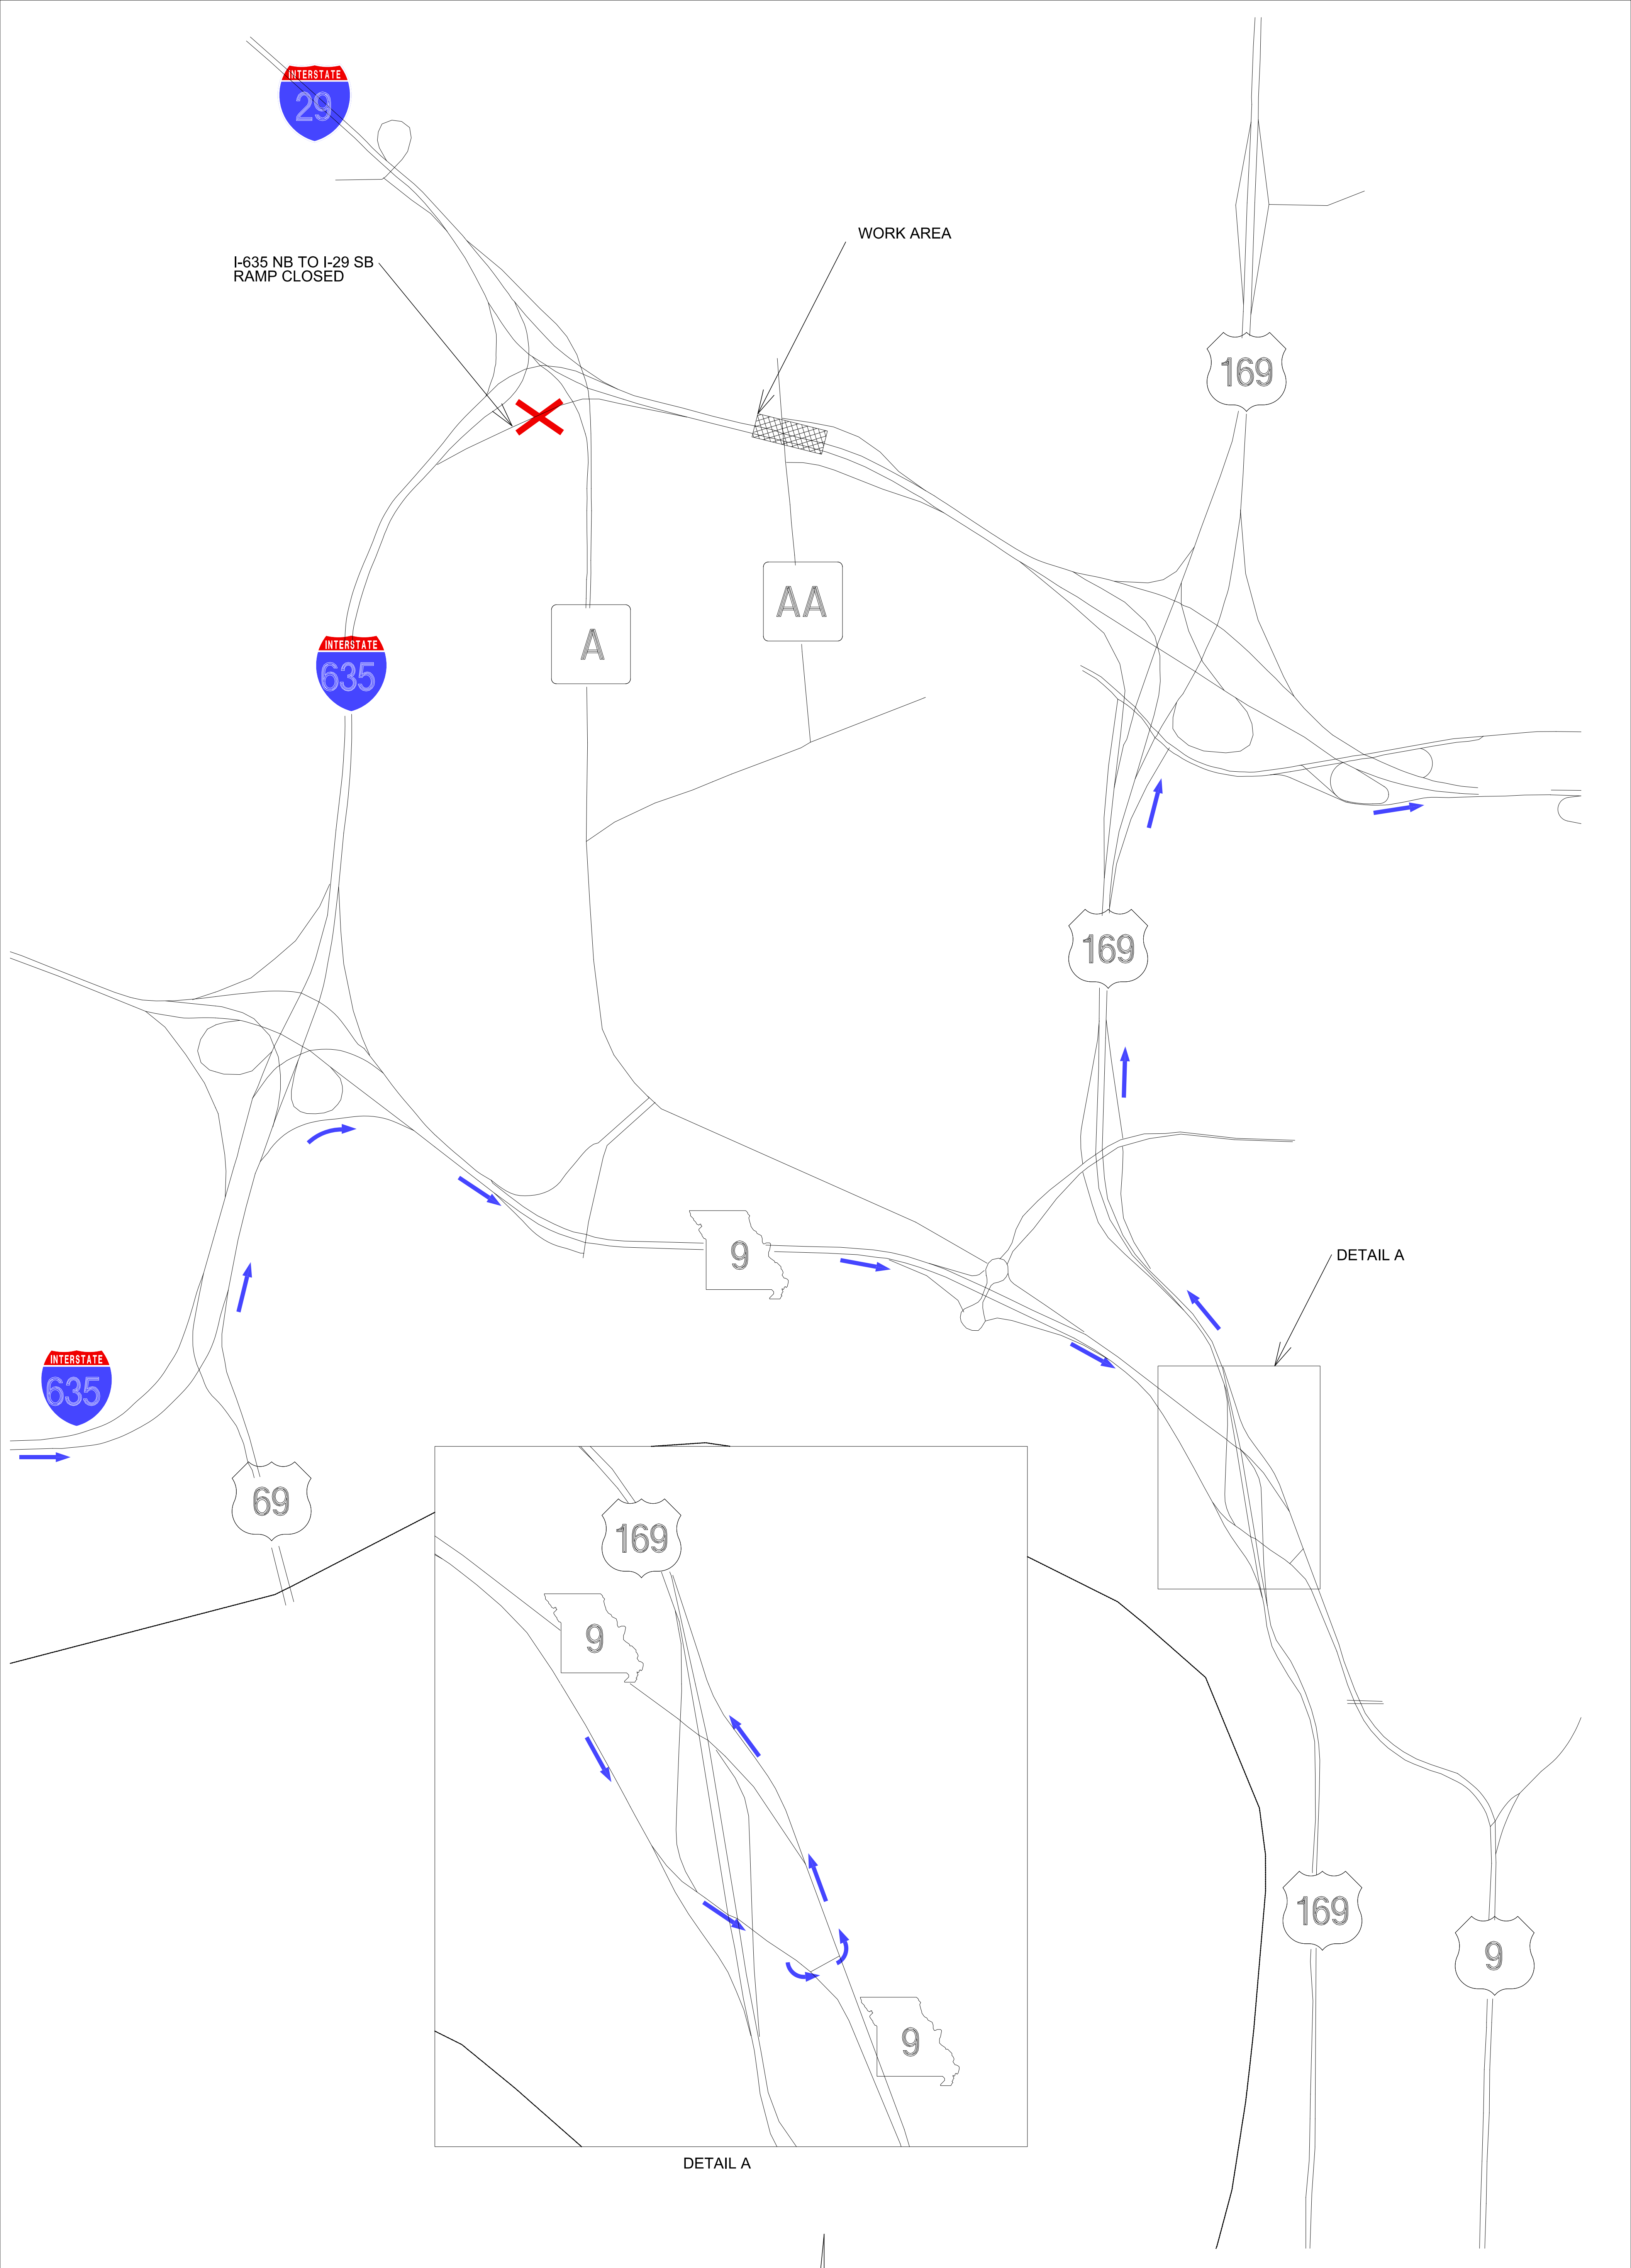 INTERSTATE
29
WORK AREA
I-635 NB TO I-29 SB
RAMP CLOSED
169
AA
A
INTERSTATE
635
169
9
DETAIL A
INTERSTATE
635
69
169
9
169
9
9
DETAIL A